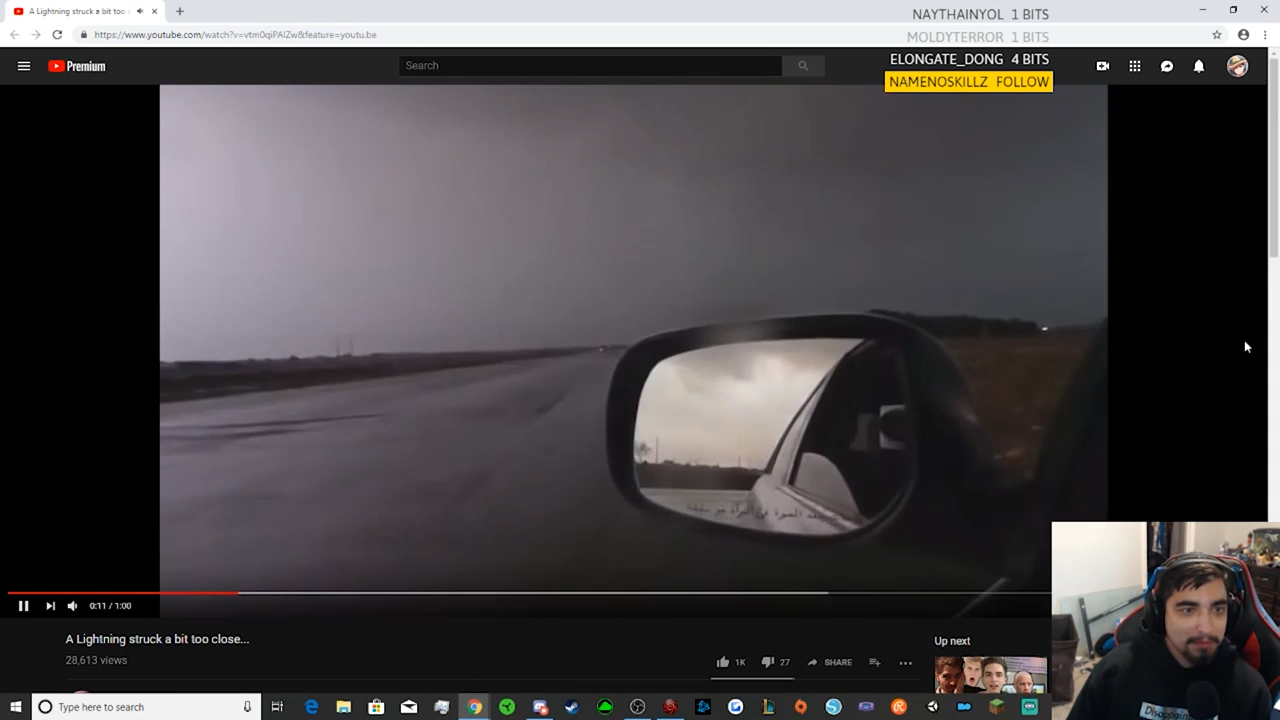 A Lightning struck a bit too
https://www.youtube.com/watch?v=vtm0qiPAlZw&feature=youtu.be
NAYTHAINYOL 1 BITS
MOLDYTERROR 1 BITS
ELONGATE_DONG 4 BITS
NAMENOSKILLZ FOLLOW
Premium
Search
0:11 / 1:00
A Lightning struck a bit too close...
28,613 views
1K
27
SHARE
Up next
Type here to search